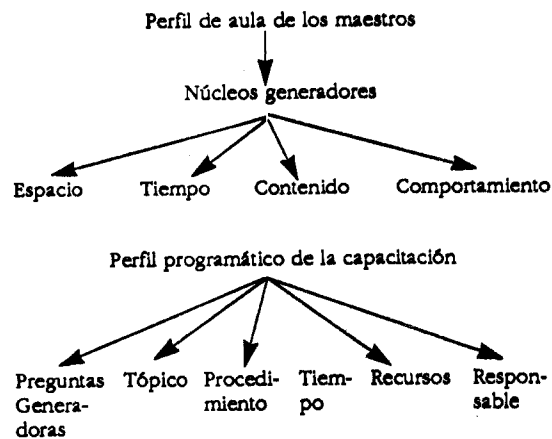 Perfil de aula de los maestros
Núcleos generadores
Espacio Tiempo Contenido Comportamiento
Perfil programático de la capacitación
Preguntas Tópico Procedi- Tiem- Recursos Respon-
Genera- miento po sable
doras